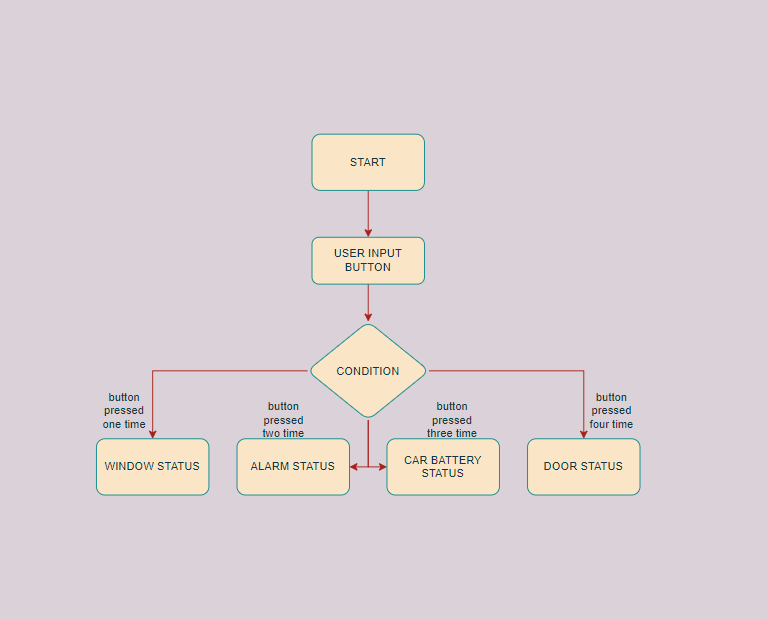 START
USER INPUT
BUTTON
CONDITION
button
pressed
one time
button
pressed
two time
button
pressed
three time
button
pressed
four time
WINDOW STATUS
ALARM STATUS
CAR BATTERY
STATUS
DOOR STATUS